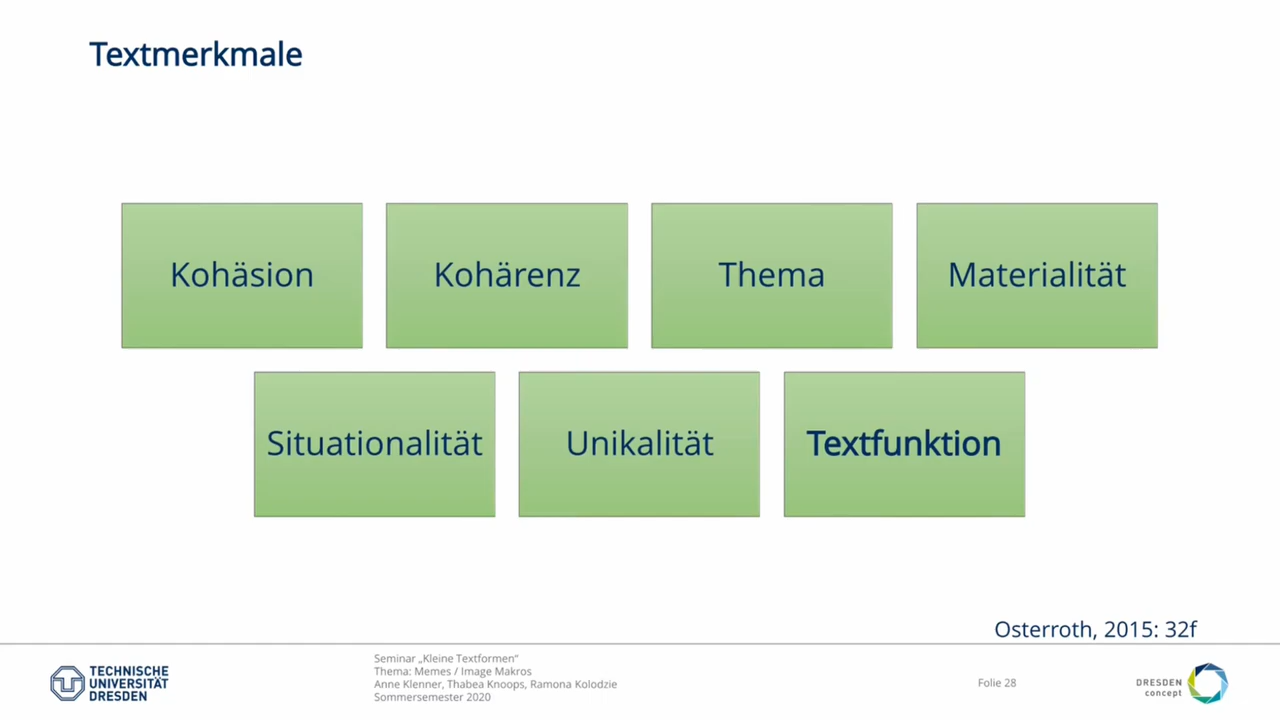 Textmerkmale
Kohäsion
Kohärenz
Thema
Materialität
Situationalität
Unikalität
Textfunktion
Osterroth, 2015: 32f
TECHNISCHE
UNIVERSITÄT
DRESDEN
Seminar „Kleine Textformen“
Thema: Memes / Image Makros
Anne Klenner, Thabea Knoops, Ramona Kolodzie
Sommersemester 2020
Folie 28
DRESDEN
concept